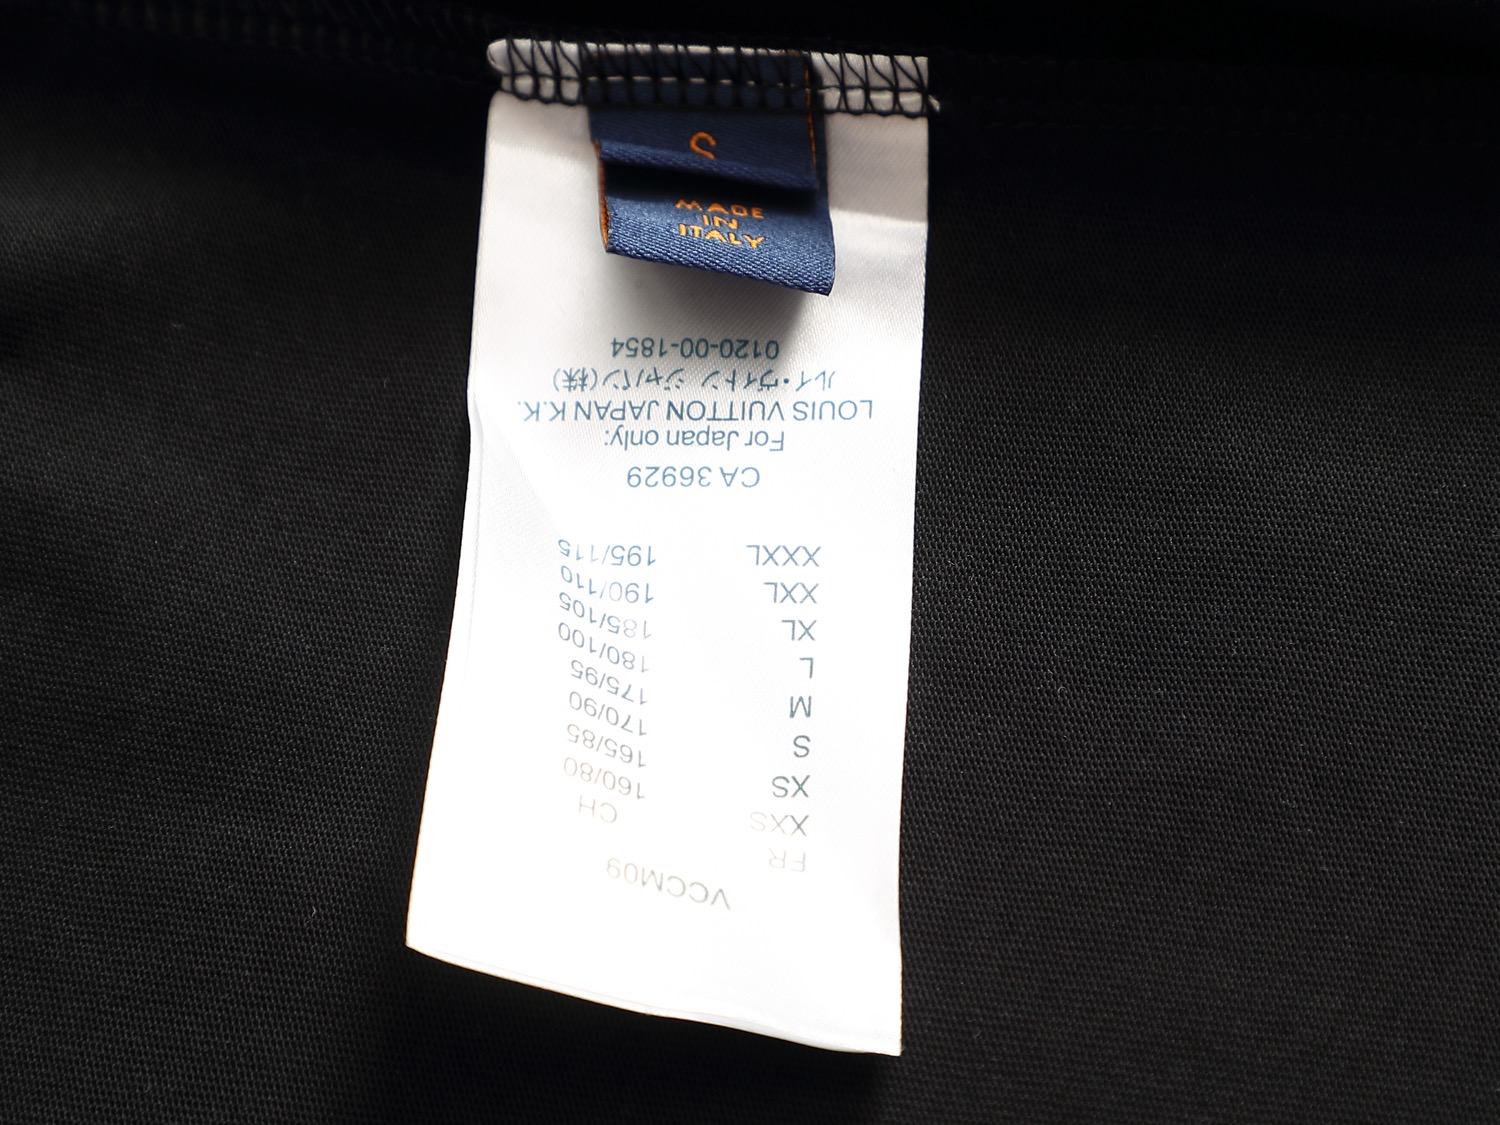 S
MADE
IN
ITALY
VCCM09
FR CH
XXS 160/80
XS 165/85
S 170/90
M 175/95
L 180/100
XL 185/105
XXL 190/110
XXXL 195/115
CA 36929
For Japan only:
LOUIS VUITTON JAPAN K.K.
ルイ・ヴィトン ジャパン(株)
0120-00-1854